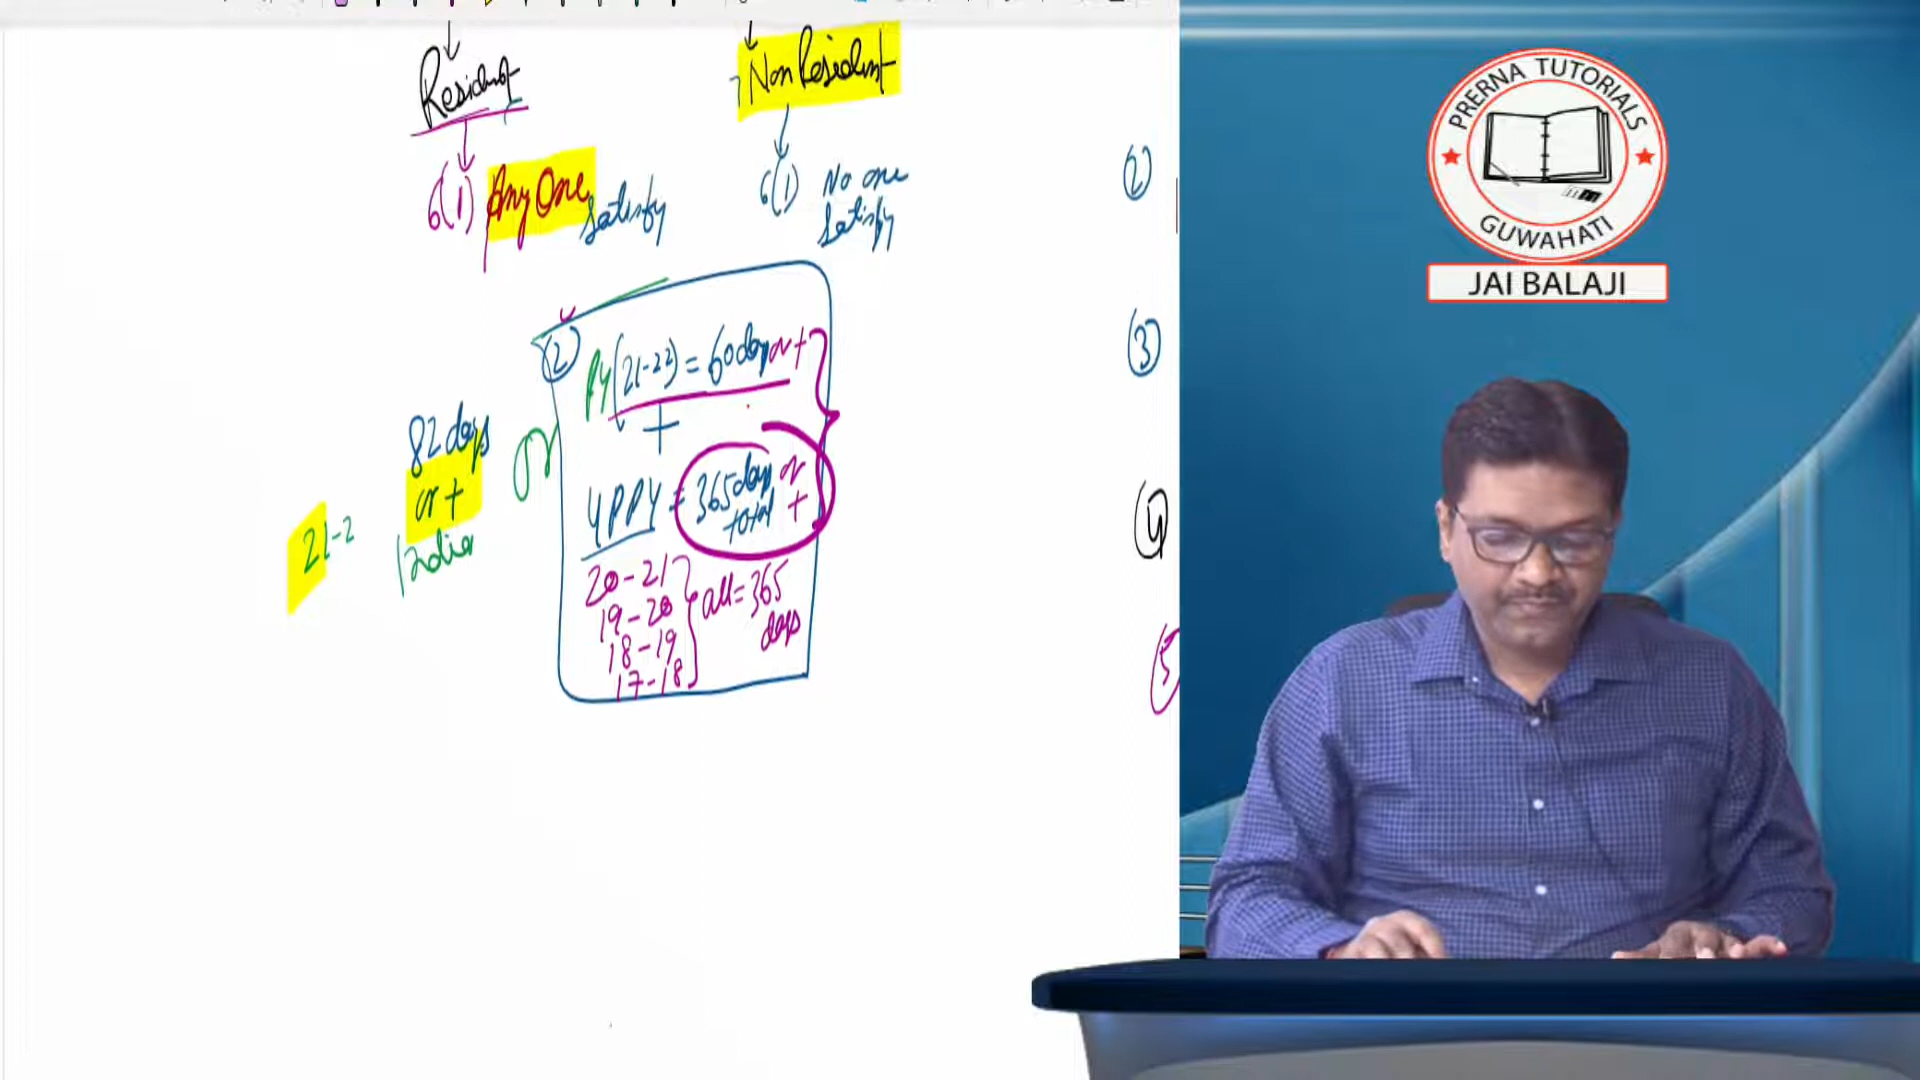 Resident
Non Resident
6(1) Any One satisfy
6(1) No one satisfy
②
PY(21-22) = 60 days or +
+
4PPY = 365 days total or +
20-21
19-20
18-19
17-18
all = 365 days
or
82 days
or +
India
21-2
②
③
④
⑤
PRERNA TUTORIALS
GUWAHATI
JAI BALAJI